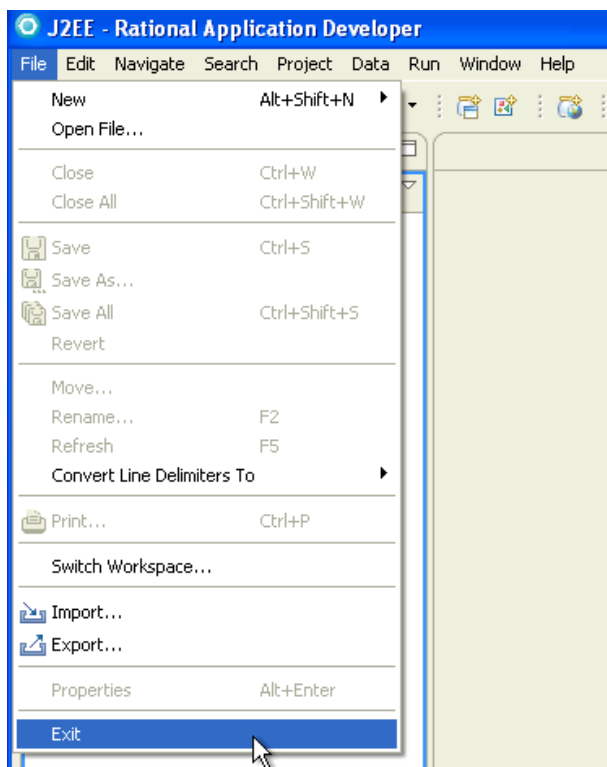 J2EE - Rational Application Developer
File Edit Navigate Search Project Data Run Window Help
New Alt+Shift+N
Open File...
Close Ctrl+W
Close All Ctrl+Shift+W
Save Ctrl+S
Save As...
Save All Ctrl+Shift+S
Revert
Move...
Rename... F2
Refresh F5
Convert Line Delimiters To
Print... Ctrl+P
Switch Workspace...
Import...
Export...
Properties Alt+Enter
Exit